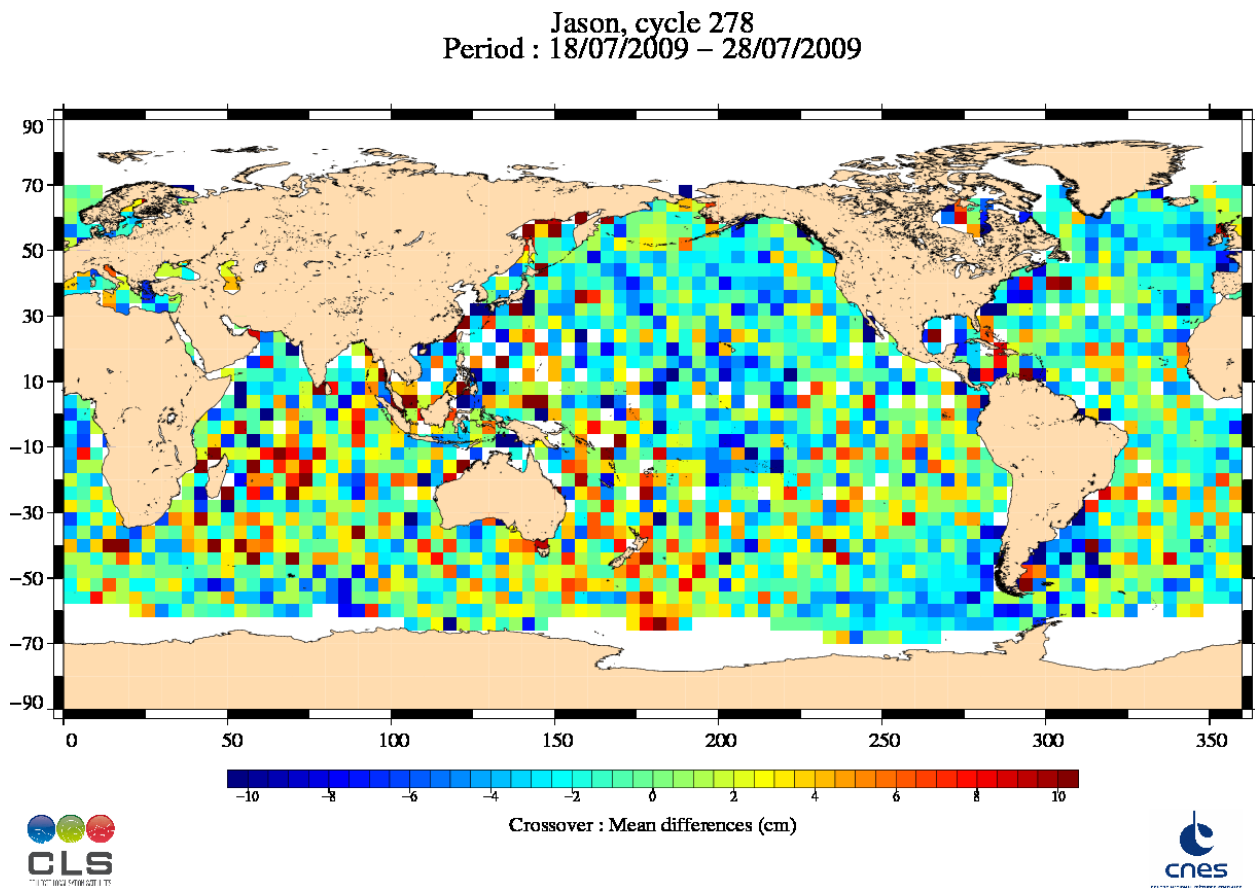 Jason, cycle 278
Period : 18/07/2009 − 28/07/2009
90
70
50
30
10
−10
−30
−50
−70
−90
0 50 100 150 200 250 300 350
−10 −8 −6 −4 −2 0 2 4 6 8 10
Crossover : Mean differences (cm)
CLS
cnes